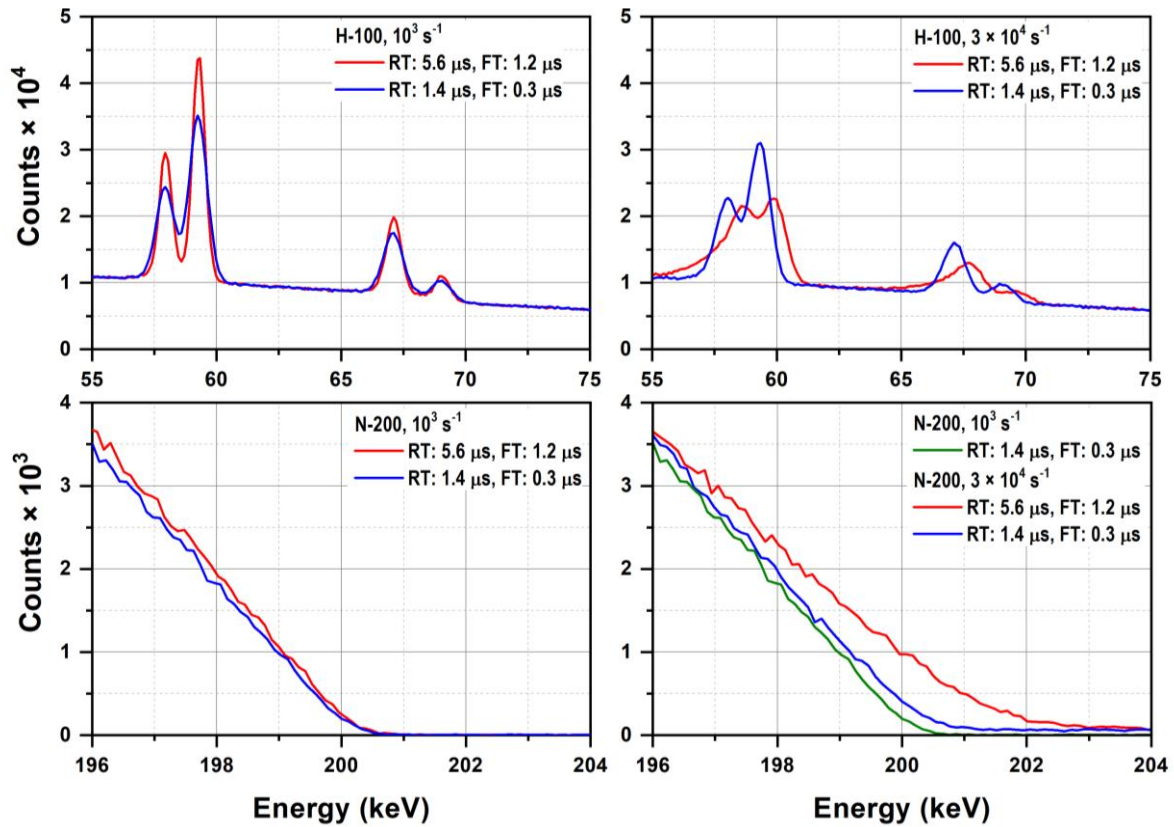 Counts × 10⁴
5
4
3
2
1
0
H-100, 10³ s⁻¹
RT: 5.6 μs, FT: 1.2 μs
RT: 1.4 μs, FT: 0.3 μs
55 60 65 70 75
H-100, 3 × 10⁴ s⁻¹
RT: 5.6 μs, FT: 1.2 μs
RT: 1.4 μs, FT: 0.3 μs
5
4
3
2
1
0
55 60 65 70 75
Counts × 10³
4
3
2
1
0
N-200, 10³ s⁻¹
RT: 5.6 μs, FT: 1.2 μs
RT: 1.4 μs, FT: 0.3 μs
196 198 200 202 204
Energy (keV)
4
3
2
1
0
N-200, 10³ s⁻¹
RT: 1.4 μs, FT: 0.3 μs
N-200, 3 × 10⁴ s⁻¹
RT: 5.6 μs, FT: 1.2 μs
RT: 1.4 μs, FT: 0.3 μs
196 198 200 202 204
Energy (keV)